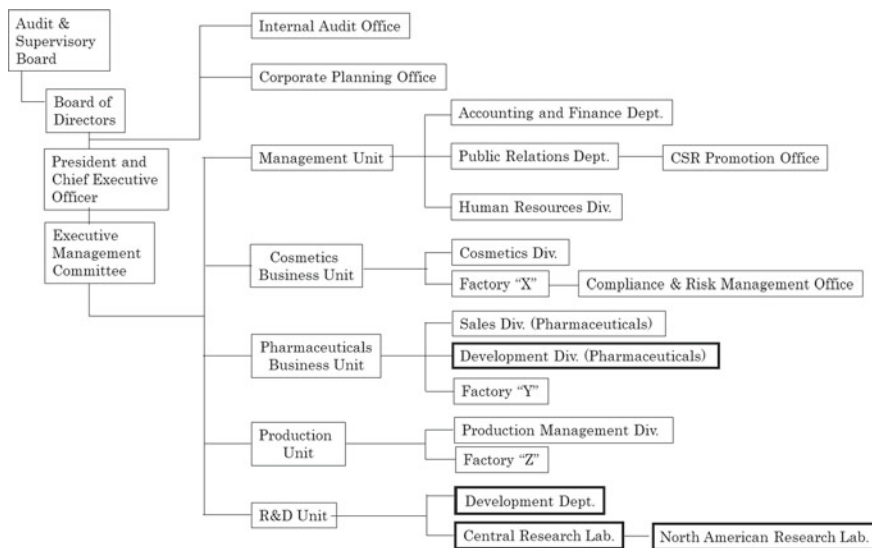 Audit &
Supervisory
Board
Board of
Directors
President and
Chief Executive
Officer
Executive
Management
Committee
Internal Audit Office
Corporate Planning Office
Management Unit
Accounting and Finance Dept.
Public Relations Dept.
CSR Promotion Office
Human Resources Div.
Cosmetics
Business Unit
Cosmetics Div.
Factory “X”
Compliance & Risk Management Office
Pharmaceuticals
Business Unit
Sales Div. (Pharmaceuticals)
Development Div. (Pharmaceuticals)
Factory “Y”
Production
Unit
Production Management Div.
Factory “Z”
R&D Unit
Development Dept.
Central Research Lab.
North American Research Lab.